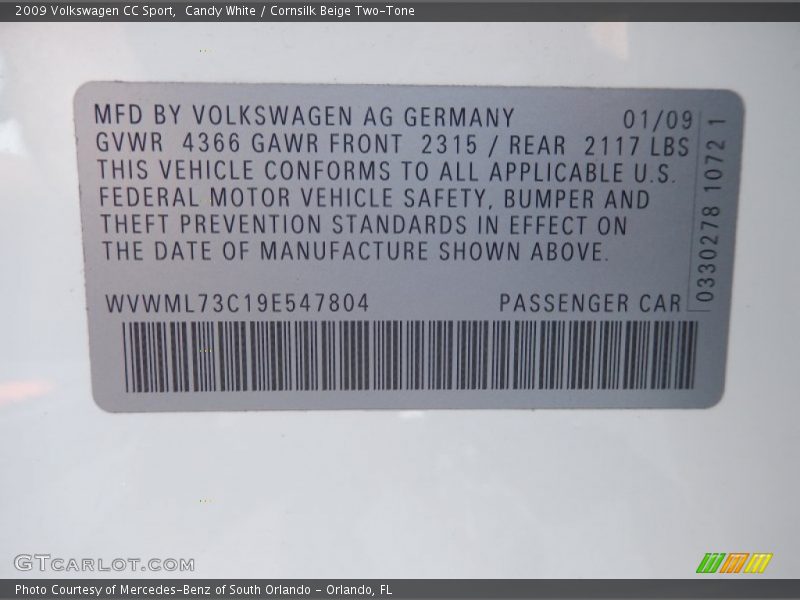 2009 Volkswagen CC Sport, Candy White / Cornsilk Beige Two-Tone
MFD BY VOLKSWAGEN AG GERMANY 01/09
GVWR 4366 GAWR FRONT 2315 / REAR 2117 LBS
THIS VEHICLE CONFORMS TO ALL APPLICABLE U.S.
FEDERAL MOTOR VEHICLE SAFETY, BUMPER AND
THEFT PREVENTION STANDARDS IN EFFECT ON
THE DATE OF MANUFACTURE SHOWN ABOVE.
WVWML73C19E547804 PASSENGER CAR
0330278 1072 1
GTCARLOT.COM
Photo Courtesy of Mercedes-Benz of South Orlando - Orlando, FL